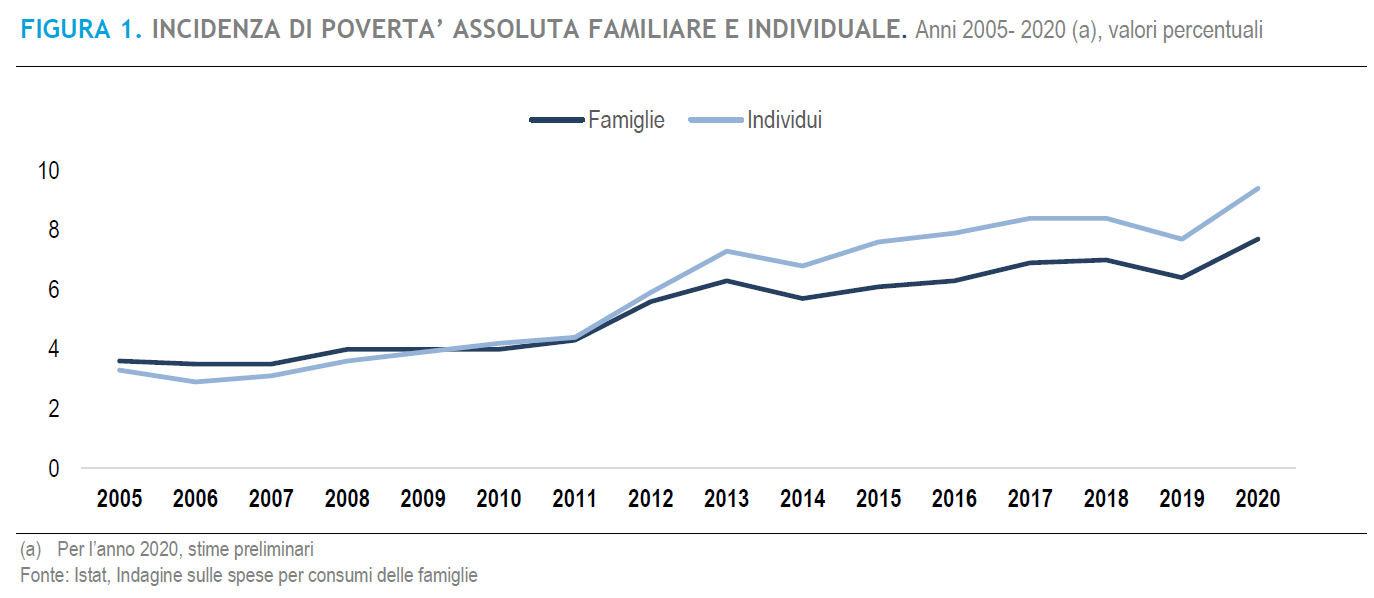 FIGURA 1. INCIDENZA DI POVERTA’ ASSOLUTA FAMILIARE E INDIVIDUALE. Anni 2005- 2020 (a), valori percentuali
Famiglie Individui
10
8
6
4
2
0
2005 2006 2007 2008 2009 2010 2011 2012 2013 2014 2015 2016 2017 2018 2019 2020
(a) Per l’anno 2020, stime preliminari
Fonte: Istat, Indagine sulle spese per consumi delle famiglie